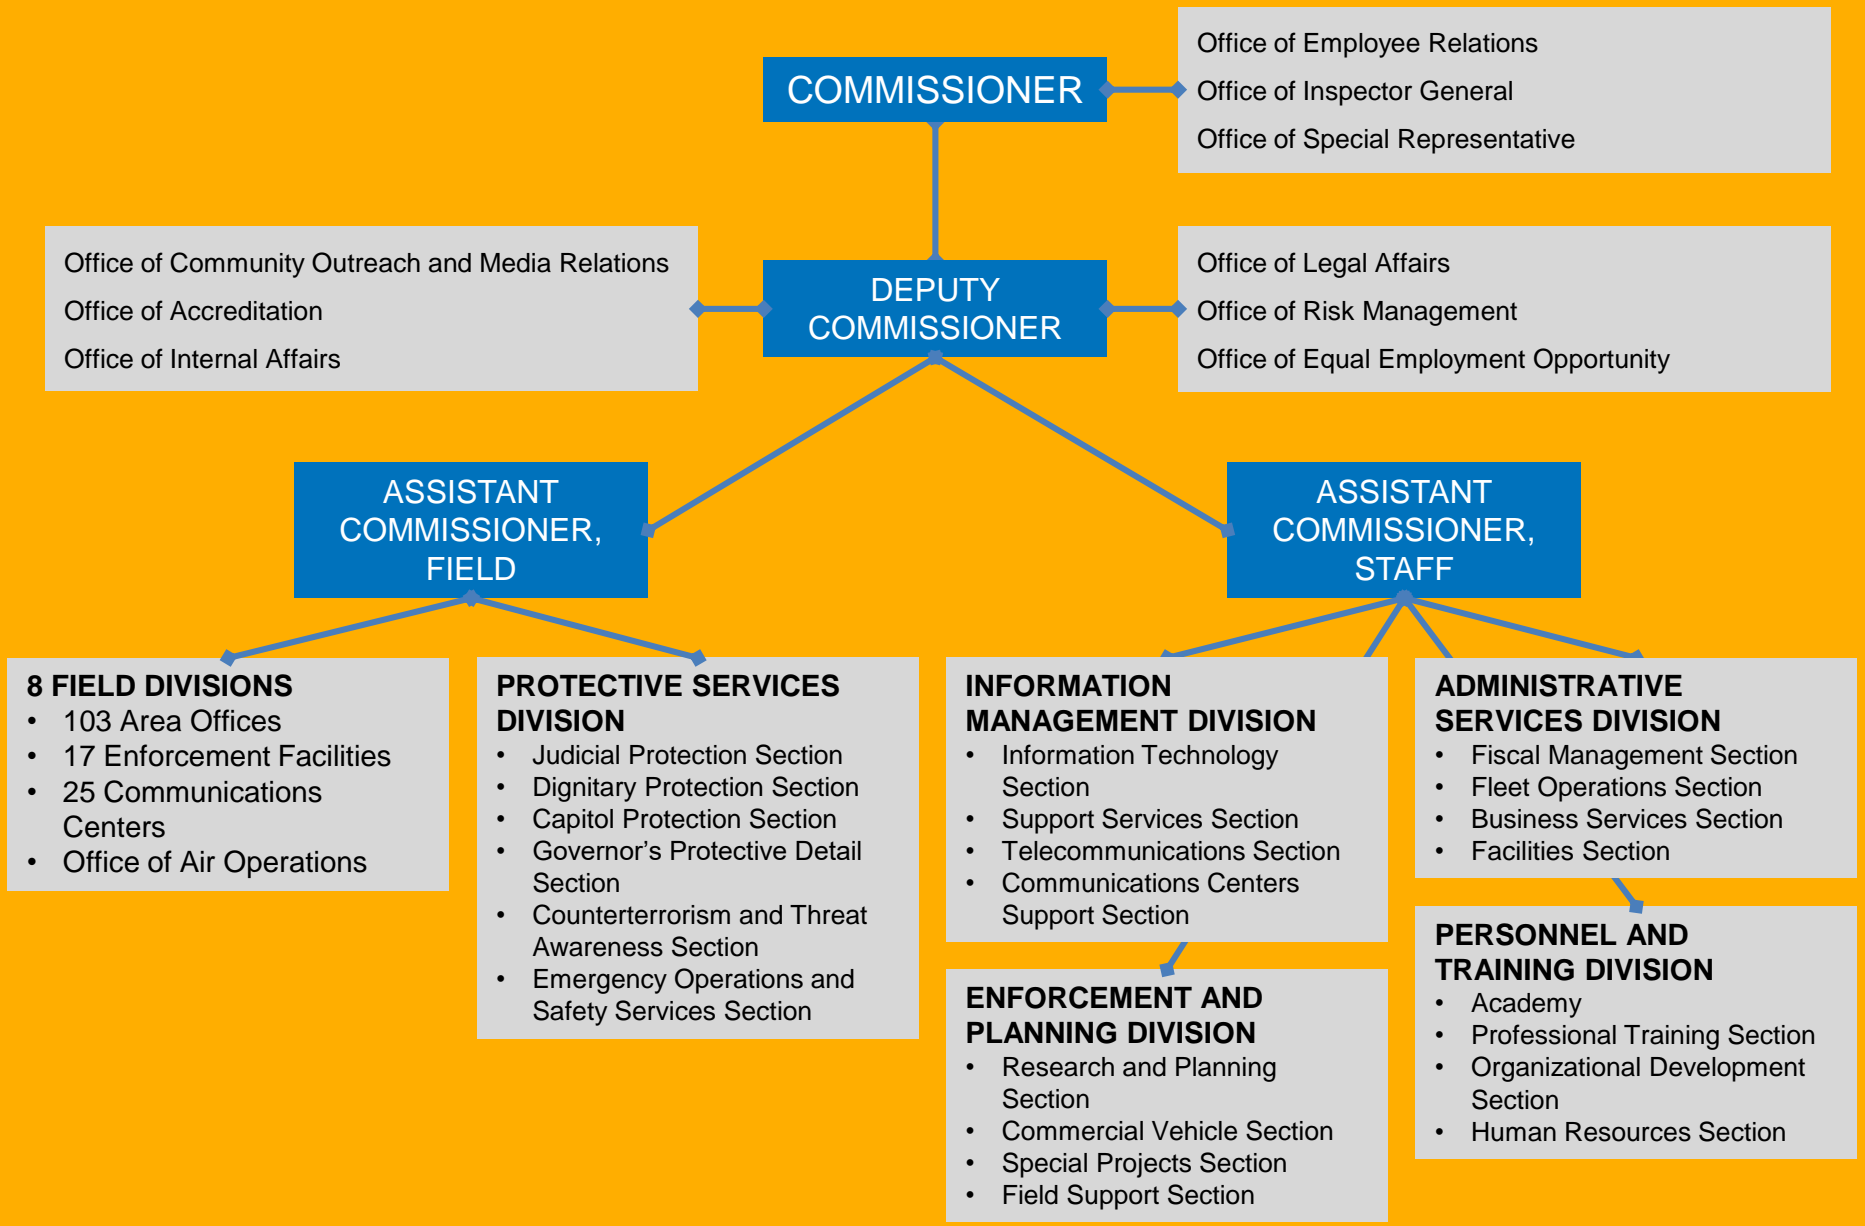 COMMISSIONER
Office of Employee Relations
Office of Inspector General
Office of Special Representative
Office of Community Outreach and Media Relations
Office of Accreditation
Office of Internal Affairs
DEPUTY
COMMISSIONER
Office of Legal Affairs
Office of Risk Management
Office of Equal Employment Opportunity
ASSISTANT
COMMISSIONER,
FIELD
ASSISTANT
COMMISSIONER,
STAFF
8 FIELD DIVISIONS
• 103 Area Offices
• 17 Enforcement Facilities
• 25 Communications
Centers
• Office of Air Operations
PROTECTIVE SERVICES
DIVISION
• Judicial Protection Section
• Dignitary Protection Section
• Capitol Protection Section
• Governor’s Protective Detail
Section
• Counterterrorism and Threat
Awareness Section
• Emergency Operations and
Safety Services Section
INFORMATION
MANAGEMENT DIVISION
• Information Technology
Section
• Support Services Section
• Telecommunications Section
• Communications Centers
Support Section
ENFORCEMENT AND
PLANNING DIVISION
• Research and Planning
Section
• Commercial Vehicle Section
• Special Projects Section
• Field Support Section
ADMINISTRATIVE
SERVICES DIVISION
• Fiscal Management Section
• Fleet Operations Section
• Business Services Section
• Facilities Section
PERSONNEL AND
TRAINING DIVISION
• Academy
• Professional Training Section
• Organizational Development
Section
• Human Resources Section